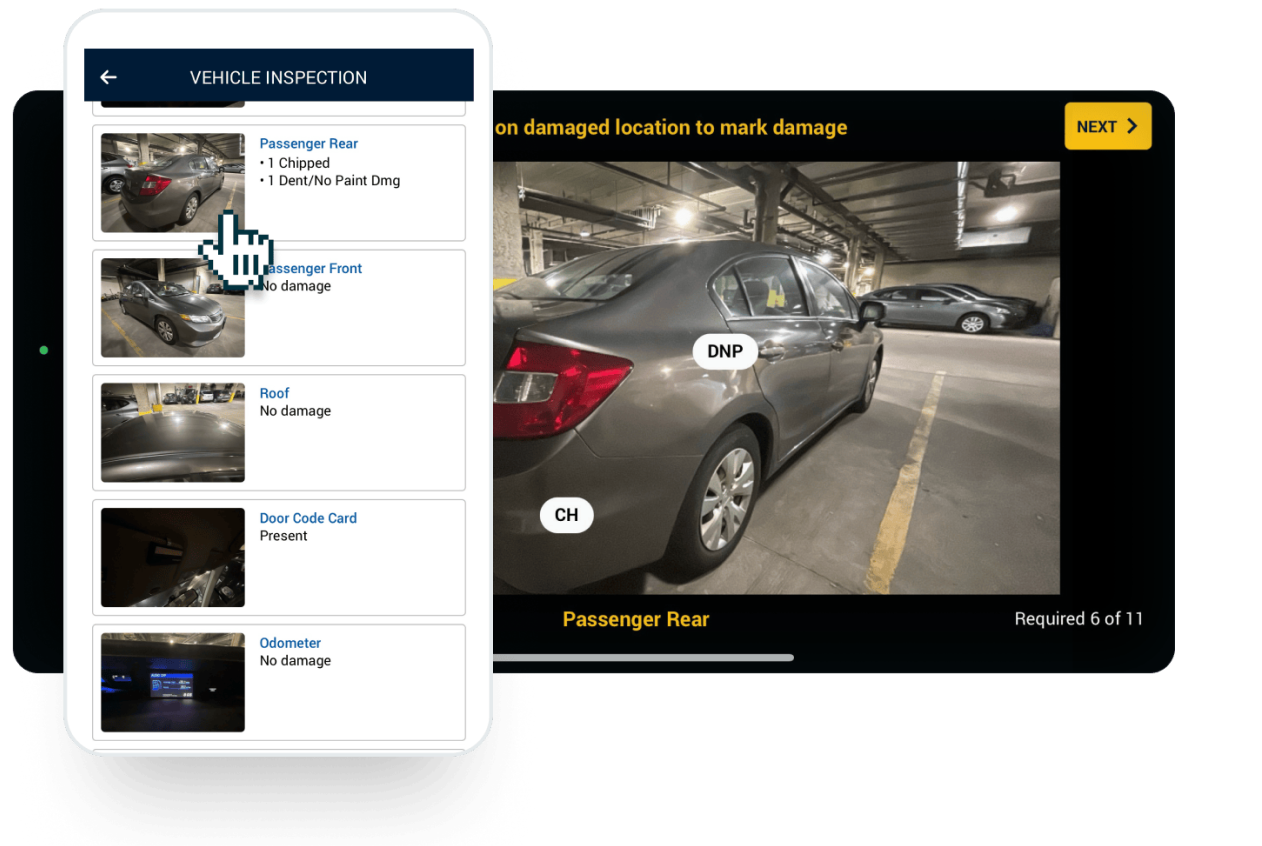 VEHICLE INSPECTION
Passenger Rear
• 1 Chipped
• 1 Dent/No Paint Dmg
assenger Front
No damage
Roof
No damage
Door Code Card
Present
Odometer
No damage
on damaged location to mark damage
NEXT
DNP
CH
Passenger Rear
Required 6 of 11